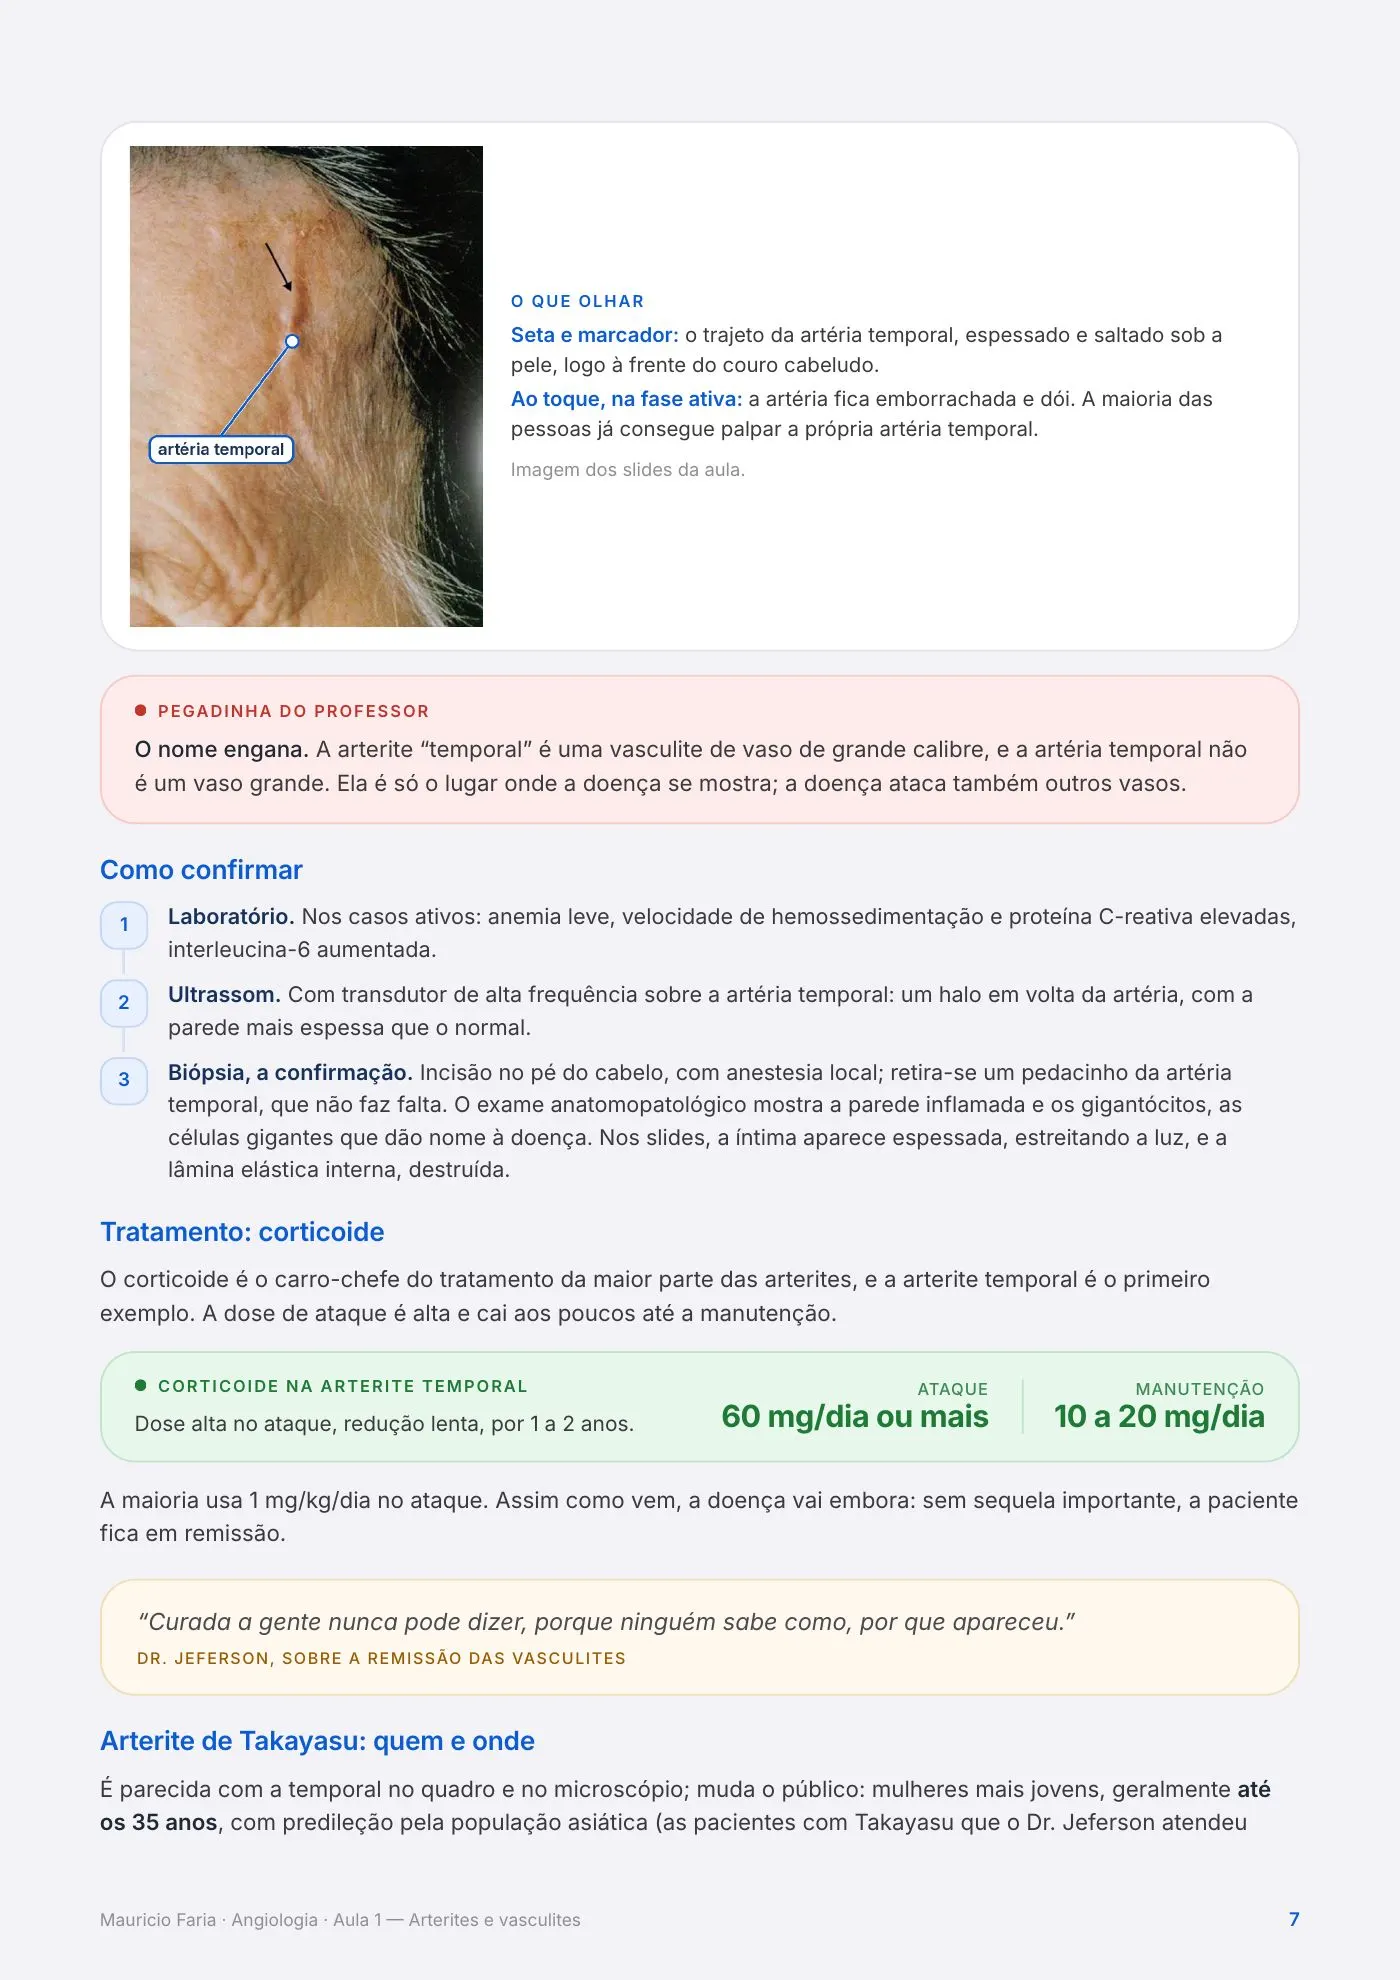 artéria temporal
O QUE OLHAR
Seta e marcador: o trajeto da artéria temporal, espessado e saltado sob a
pele, logo à frente do couro cabeludo.
Ao toque, na fase ativa: a artéria fica emborrachada e dói. A maioria das
pessoas já consegue palpar a própria artéria temporal.
Imagem dos slides da aula.
PEGADINHA DO PROFESSOR
O nome engana. A arterite “temporal” é uma vasculite de vaso de grande calibre, e a artéria temporal não
é um vaso grande. Ela é só o lugar onde a doença se mostra; a doença ataca também outros vasos.
Como confirmar
1
Laboratório. Nos casos ativos: anemia leve, velocidade de hemossedimentação e proteína C-reativa elevadas,
interleucina-6 aumentada.
2
Ultrassom. Com transdutor de alta frequência sobre a artéria temporal: um halo em volta da artéria, com a
parede mais espessa que o normal.
3
Biópsia, a confirmação. Incisão no pé do cabelo, com anestesia local; retira-se um pedacinho da artéria
temporal, que não faz falta. O exame anatomopatológico mostra a parede inflamada e os gigantócitos, as
células gigantes que dão nome à doença. Nos slides, a íntima aparece espessada, estreitando a luz, e a
lâmina elástica interna, destruída.
Tratamento: corticoide
O corticoide é o carro-chefe do tratamento da maior parte das arterites, e a arterite temporal é o primeiro
exemplo. A dose de ataque é alta e cai aos poucos até a manutenção.
CORTICOIDE NA ARTERITE TEMPORAL
Dose alta no ataque, redução lenta, por 1 a 2 anos.
ATAQUE
60 mg/dia ou mais
MANUTENÇÃO
10 a 20 mg/dia
A maioria usa 1 mg/kg/dia no ataque. Assim como vem, a doença vai embora: sem sequela importante, a paciente
fica em remissão.
“Curada a gente nunca pode dizer, porque ninguém sabe como, por que apareceu.”
DR. JEFERSON, SOBRE A REMISSÃO DAS VASCULITES
Arterite de Takayasu: quem e onde
É parecida com a temporal no quadro e no microscópio; muda o público: mulheres mais jovens, geralmente até
os 35 anos, com predileção pela população asiática (as pacientes com Takayasu que o Dr. Jeferson atendeu
Mauricio Faria · Angiologia · Aula 1 — Arterites e vasculites
7